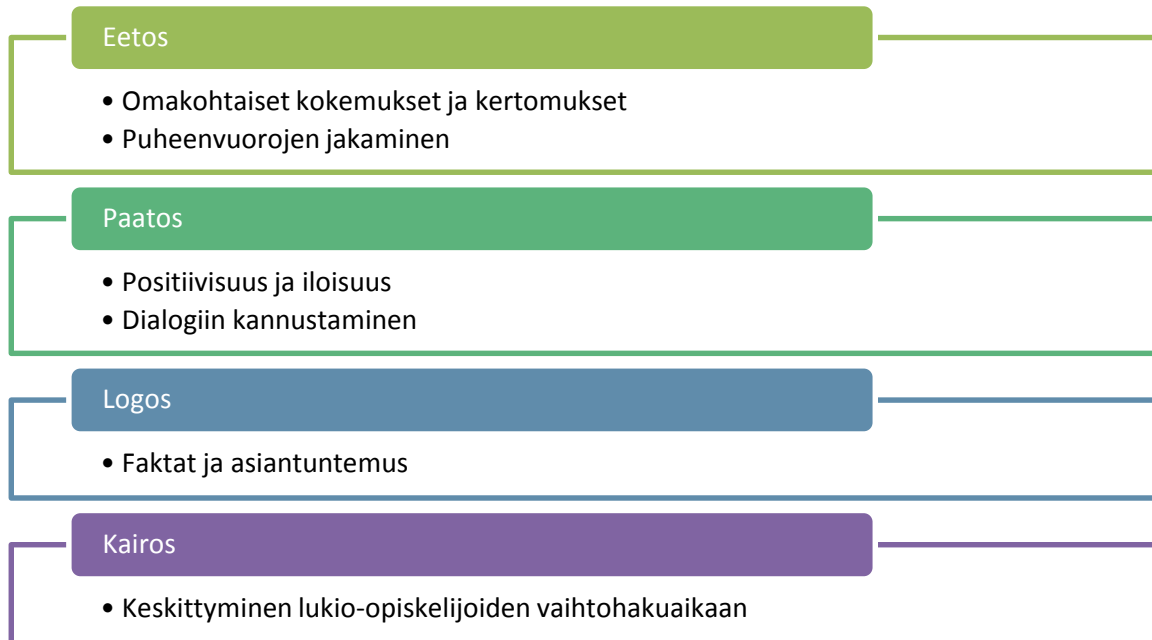 Eetos
• Omakohtaiset kokemukset ja kertomukset
• Puheenvuorojen jakaminen
Paatos
• Positiivisuus ja iloisuus
• Dialogiin kannustaminen
Logos
• Faktat ja asiantuntemus
Kairos
• Keskittyminen lukio-opiskelijoiden vaihtohakuaikaan